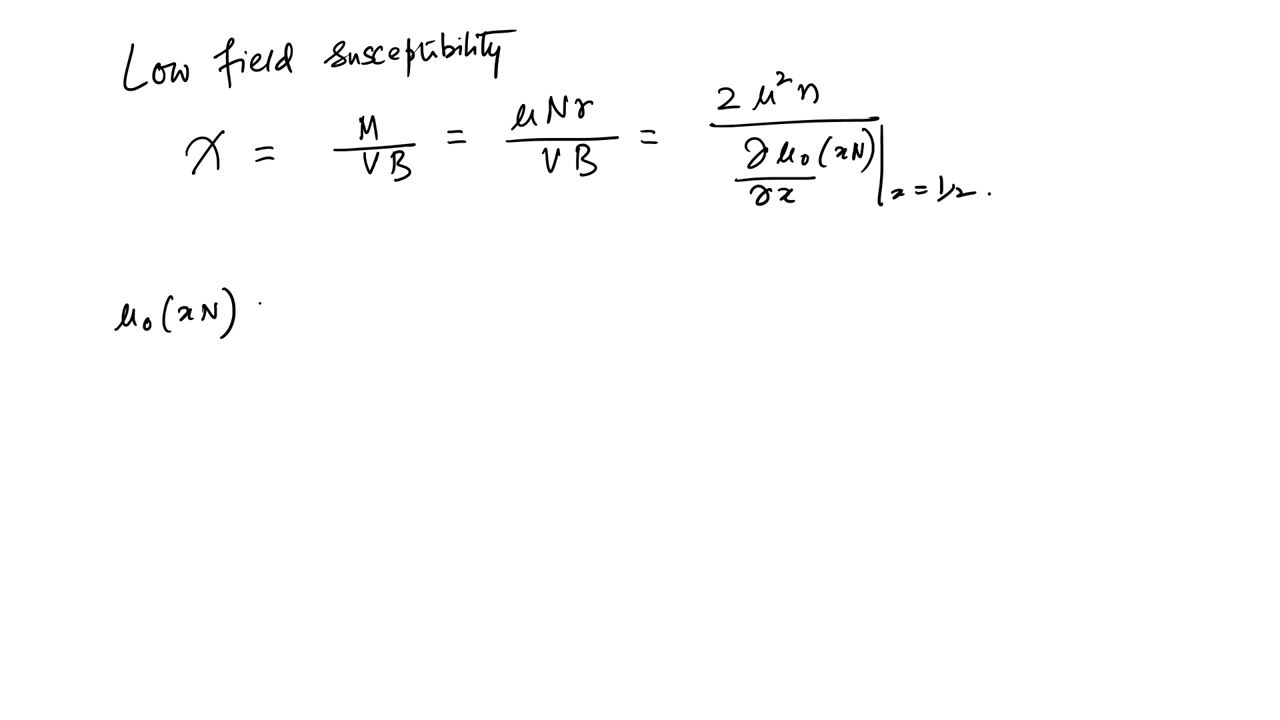 Low field susceptibility
χ = M / VB = μNr / VB = 2μ²n / ∂μ₀(xN)/∂x |ₓ = 1/2 .
μ₀(xN)